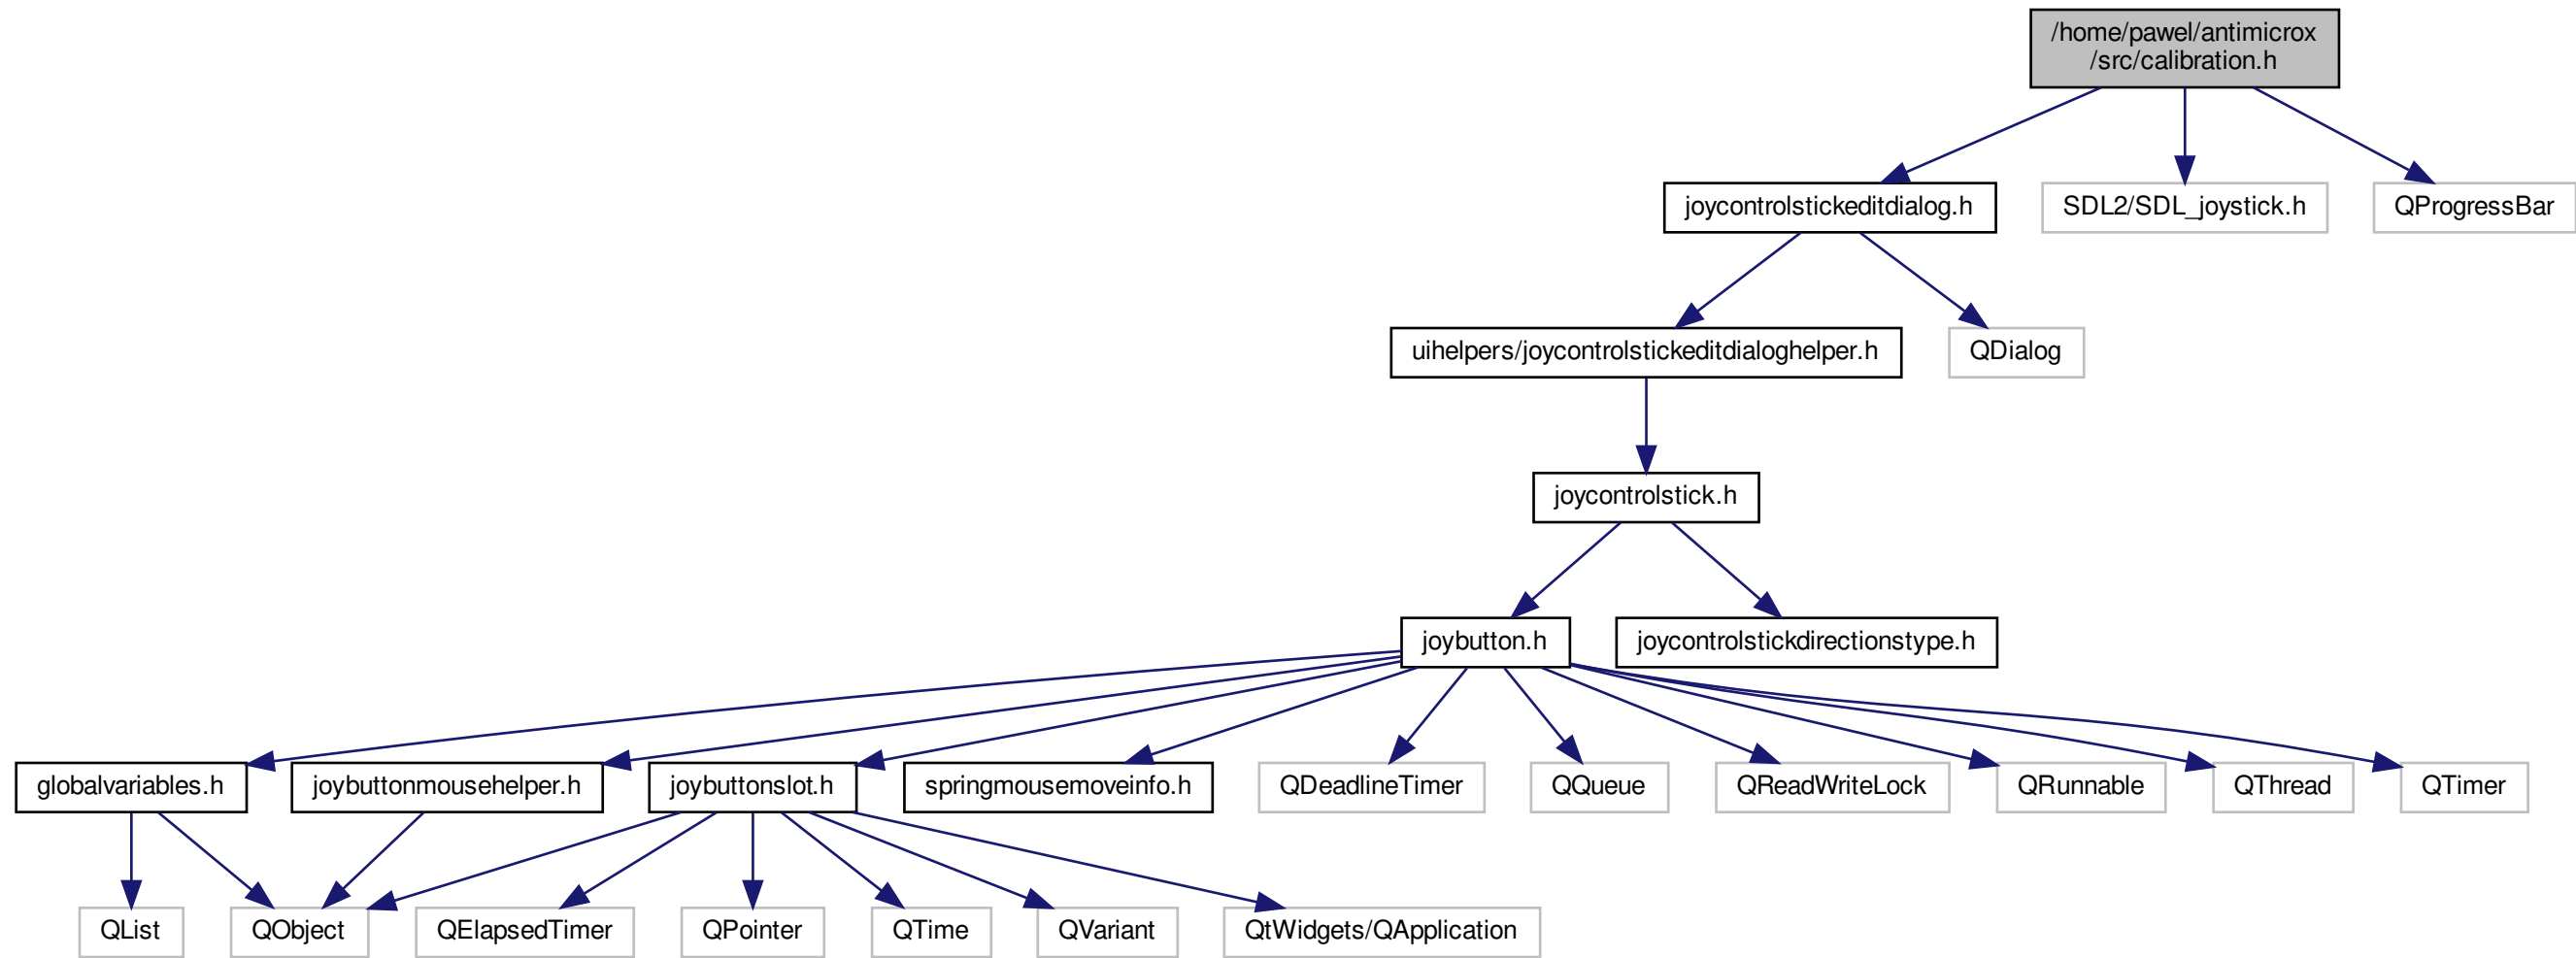 /home/pawel/antimicrox
/src/calibration.h
joycontrolstickeditdialog.h
SDL2/SDL_joystick.h
QProgressBar
uihelpers/joycontrolstickeditdialoghelper.h
QDialog
joycontrolstick.h
joybutton.h
joycontrolstickdirectionstype.h
globalvariables.h
joybuttonmousehelper.h
joybuttonslot.h
springmousemoveinfo.h
QDeadlineTimer
QQueue
QReadWriteLock
QRunnable
QThread
QTimer
QList
QObject
QElapsedTimer
QPointer
QTime
QVariant
QtWidgets/QApplication